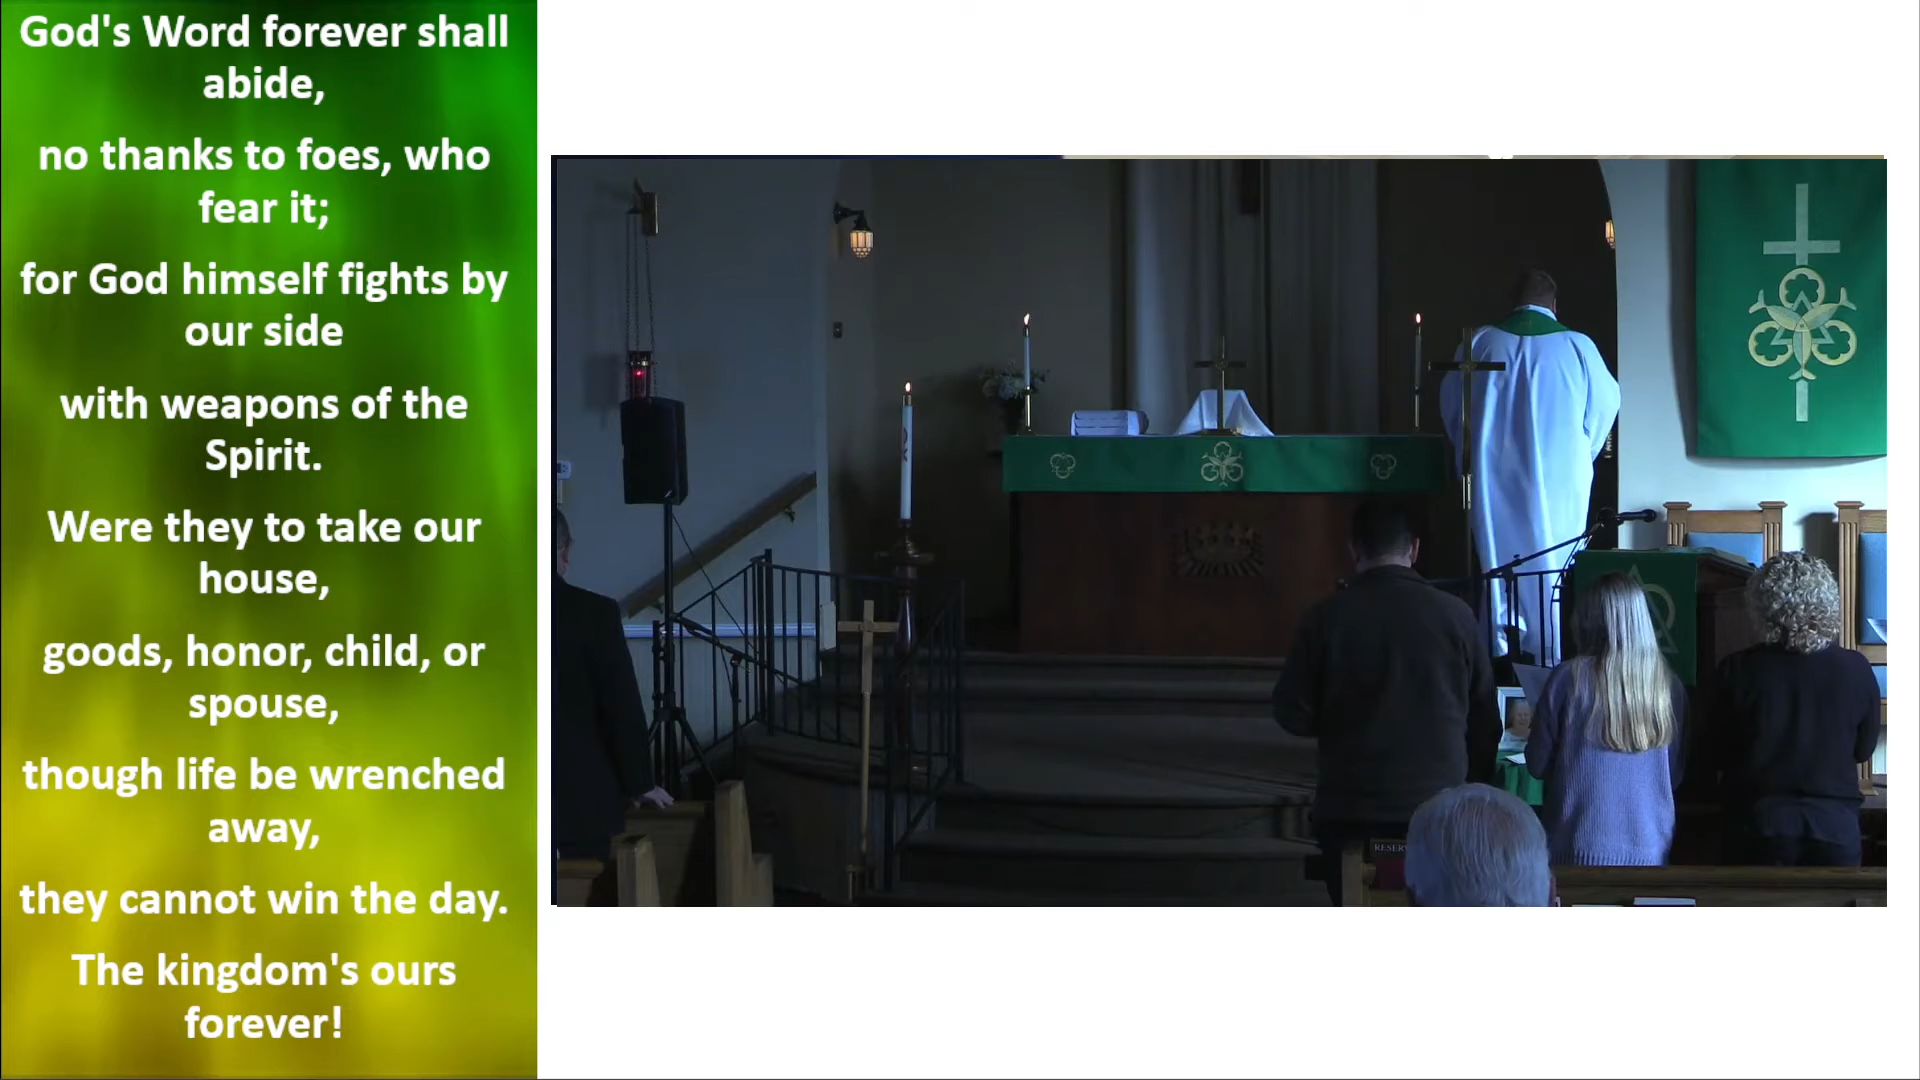 God's Word forever shall
abide,
no thanks to foes, who
fear it;
for God himself fights by
our side
with weapons of the
Spirit.
Were they to take our
house,
goods, honor, child, or
spouse,
though life be wrenched
away,
they cannot win the day.
The kingdom's ours
forever!